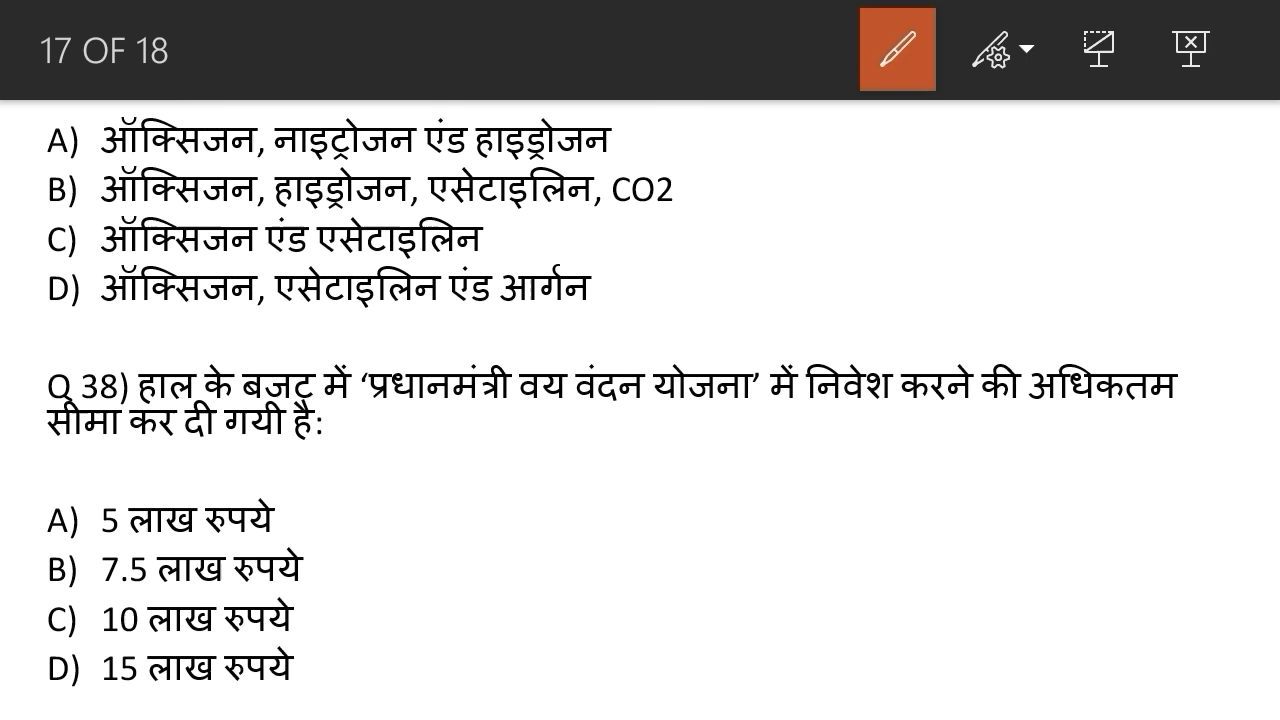 17 OF 18
A) ऑक्सिजन, नाइट्रोजन एंड हाइड्रोजन
B) ऑक्सिजन, हाइड्रोजन, एसेटाइलिन, CO2
C) ऑक्सिजन एंड एसेटाइलिन
D) ऑक्सिजन, एसेटाइलिन एंड आर्गन
Q 38) हाल के बजट में ‘प्रधानमंत्री वय वंदन योजना’ में निवेश करने की अधिकतम
सीमा कर दी गयी है:
A) 5 लाख रुपये
B) 7.5 लाख रुपये
C) 10 लाख रुपये
D) 15 लाख रुपये